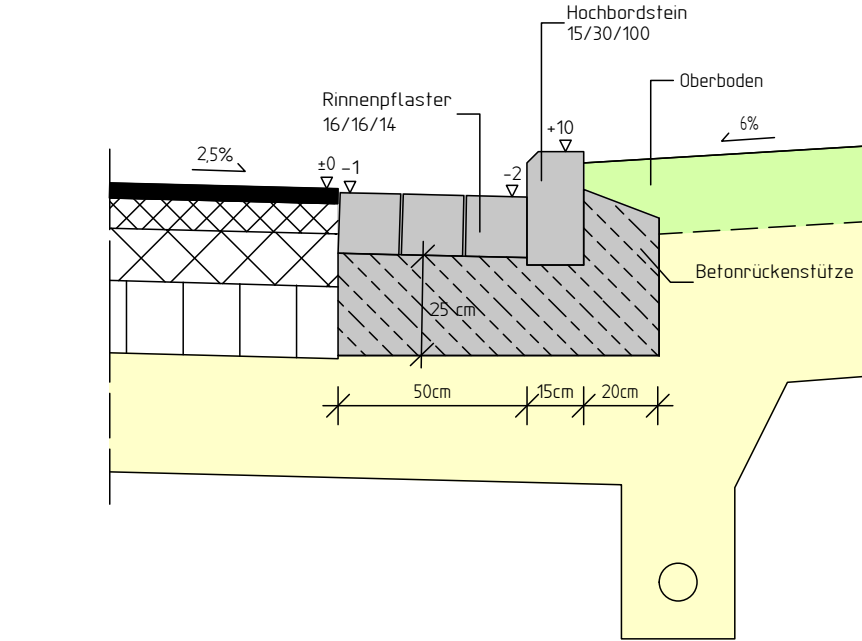 Hochbordstein
15/30/100
Oberboden
Rinnenpflaster
16/16/14
+10
6%
2,5%
±0
-1
-2
Betonrückenstütze
25 cm
50cm
15cm
20cm